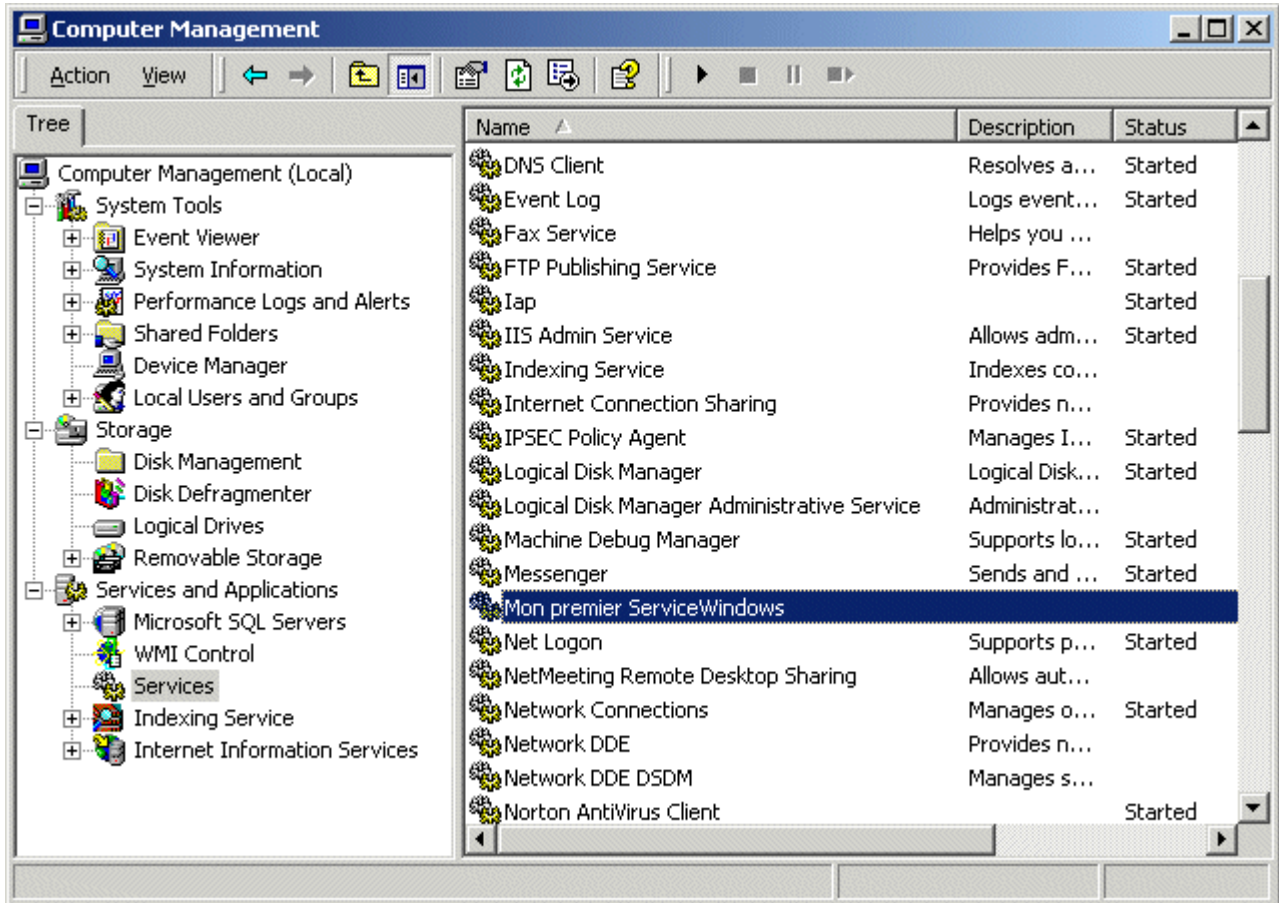 Computer Management
Action View
Tree
Computer Management (Local)
System Tools
Event Viewer
System Information
Performance Logs and Alerts
Shared Folders
Device Manager
Local Users and Groups
Storage
Disk Management
Disk Defragmenter
Logical Drives
Removable Storage
Services and Applications
Microsoft SQL Servers
WMI Control
Services
Indexing Service
Internet Information Services
Name Description Status
DNS Client Resolves a... Started
Event Log Logs event... Started
Fax Service Helps you ...
FTP Publishing Service Provides F... Started
Iap Started
IIS Admin Service Allows adm... Started
Indexing Service Indexes co...
Internet Connection Sharing Provides n...
IPSEC Policy Agent Manages I... Started
Logical Disk Manager Logical Disk... Started
Logical Disk Manager Administrative Service Administrat...
Machine Debug Manager Supports lo... Started
Messenger Sends and ... Started
Mon premier ServiceWindows
Net Logon Supports p... Started
NetMeeting Remote Desktop Sharing Allows aut...
Network Connections Manages o... Started
Network DDE Provides n...
Network DDE DSDM Manages s...
Norton AntiVirus Client Started